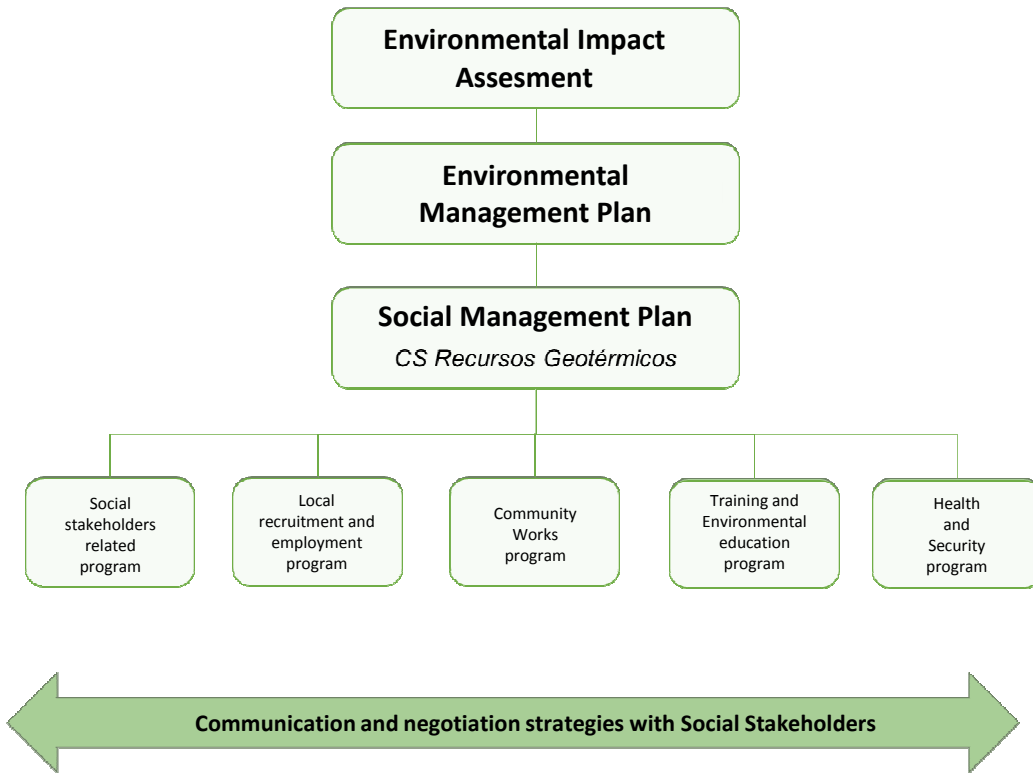 Environmental Impact
Assesment
Environmental
Management Plan
Social Management Plan
CS Recursos Geotérmicos
Social
stakeholders
related
program
Local
recruitment and
employment
program
Community
Works
program
Training and
Environmental
education
program
Health
and
Security
program
Communication and negotiation strategies with Social Stakeholders